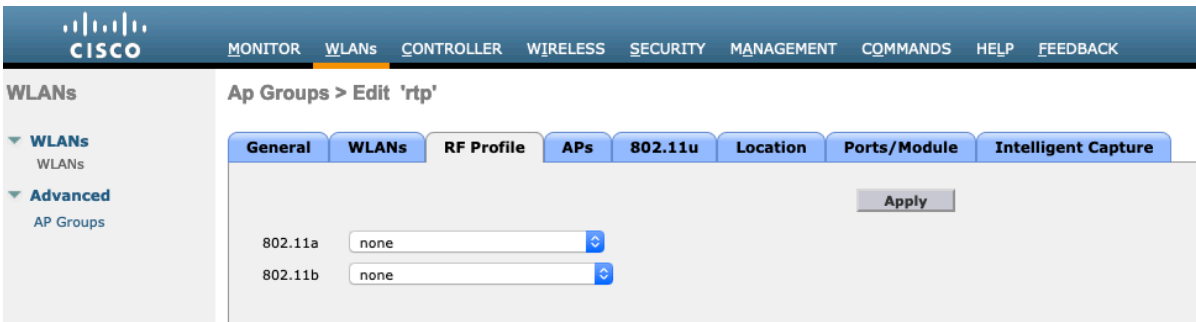 CISCO
MONITOR WLANs CONTROLLER WIRELESS SECURITY MANAGEMENT COMMANDS HELP FEEDBACK
WLANs
Ap Groups > Edit 'rtp'
WLANs
WLANs
Advanced
AP Groups
General WLANs RF Profile APs 802.11u Location Ports/Module Intelligent Capture
Apply
802.11a none
802.11b none